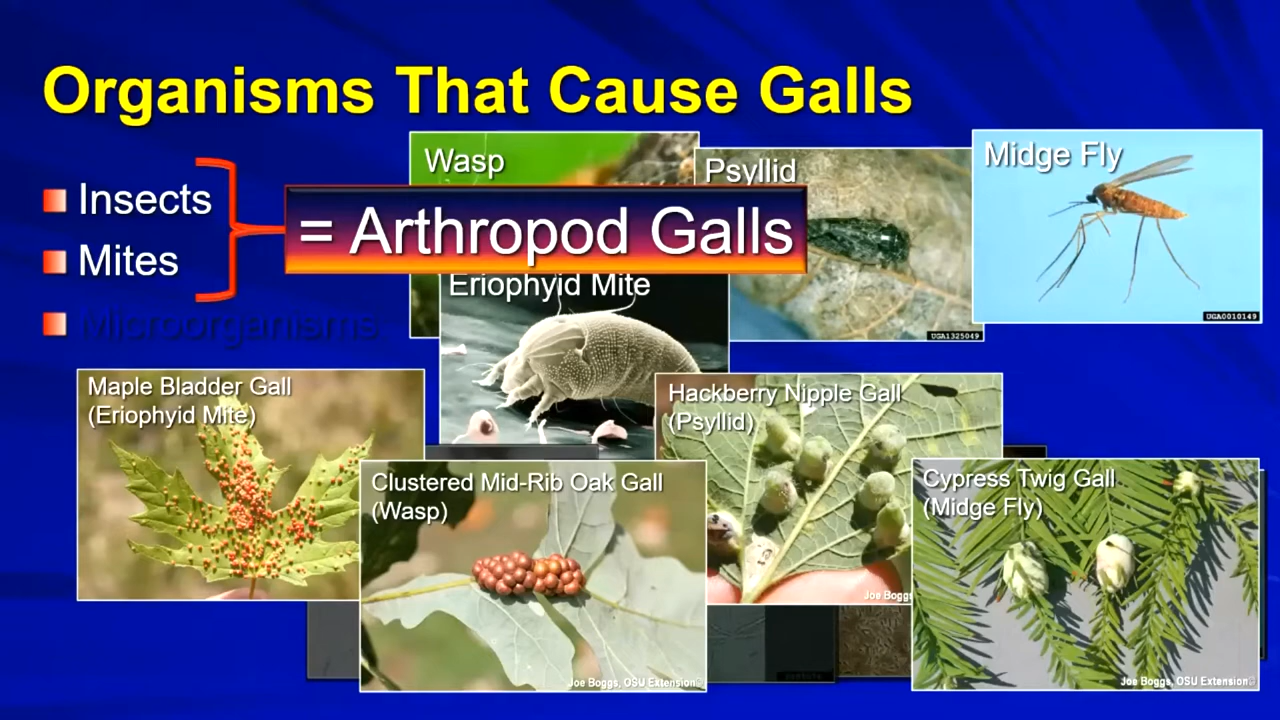 Organisms That Cause Galls
Insects
Mites
Microorganisms
= Arthropod Galls
Wasp
Psyllid
UGA1325049
Midge Fly
UGA0010149
Eriophyid Mite
Maple Bladder Gall
(Eriophyid Mite)
Clustered Mid-Rib Oak Gall
(Wasp)
Joe Boggs, OSU Extension©
Hackberry Nipple Gall
(Psyllid)
Joe Boggs
Cypress Twig Gall
(Midge Fly)
Joe Boggs, OSU Extension©